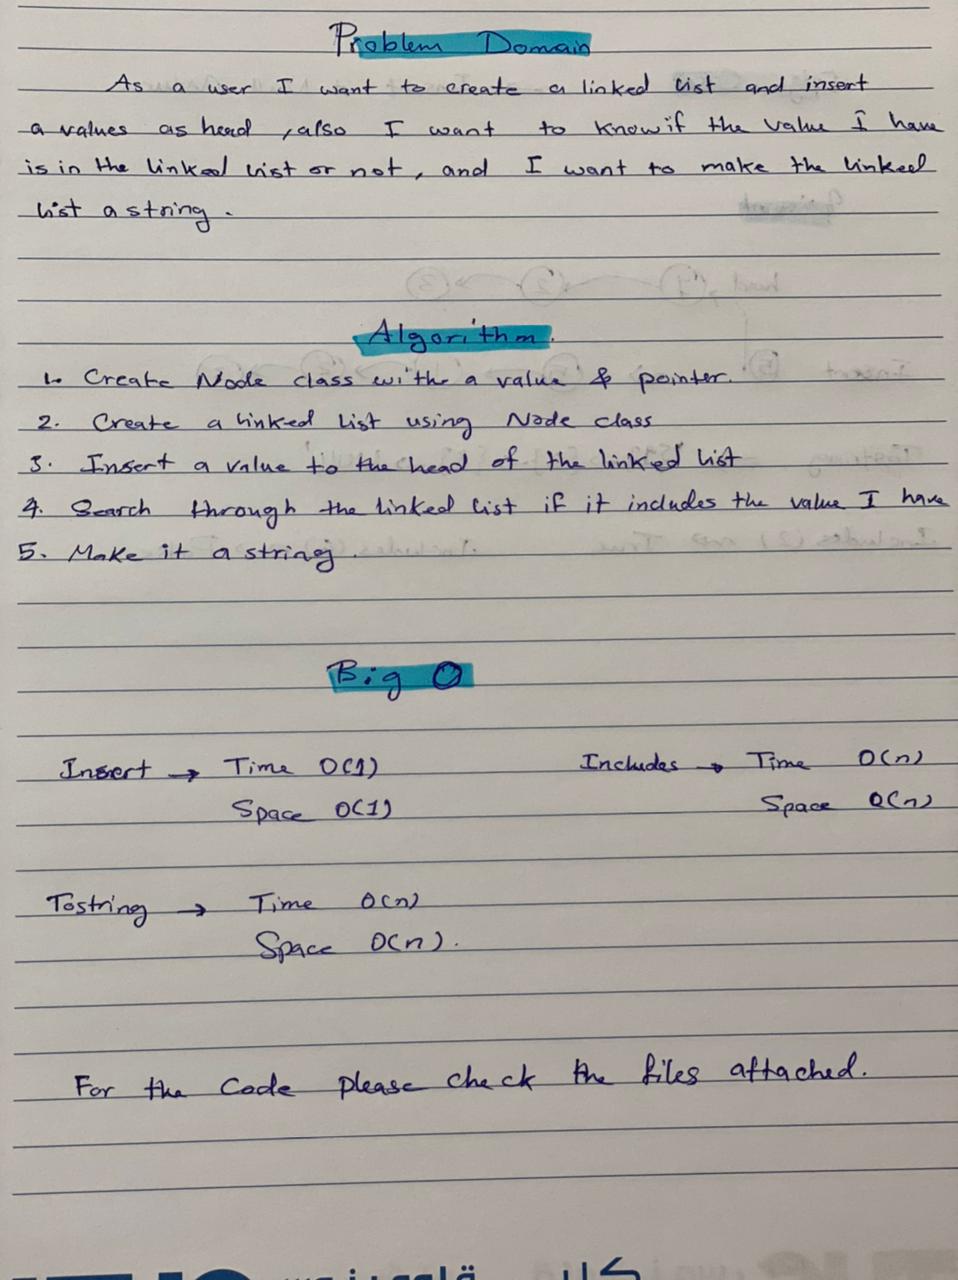 Problem Domain
As a user I want to create a linked list and insert
a values as head , also I want to know if the value I have
is in the linked list or not , and I want to make the linked
list a string .
Algorithm.
1. Create Node class withe a value & pointer.
2. Create a linked list using Node class
3. Insert a value to the head of the linked list
4. Search through the linked list if it includes the value I have
5. Make it a string .
Big O
Insert → Time O(1) Includes → Time O(n)
Space O(1) Space O(n)
Tostring → Time O(n)
Space O(n).
For the Code please check the files attached.